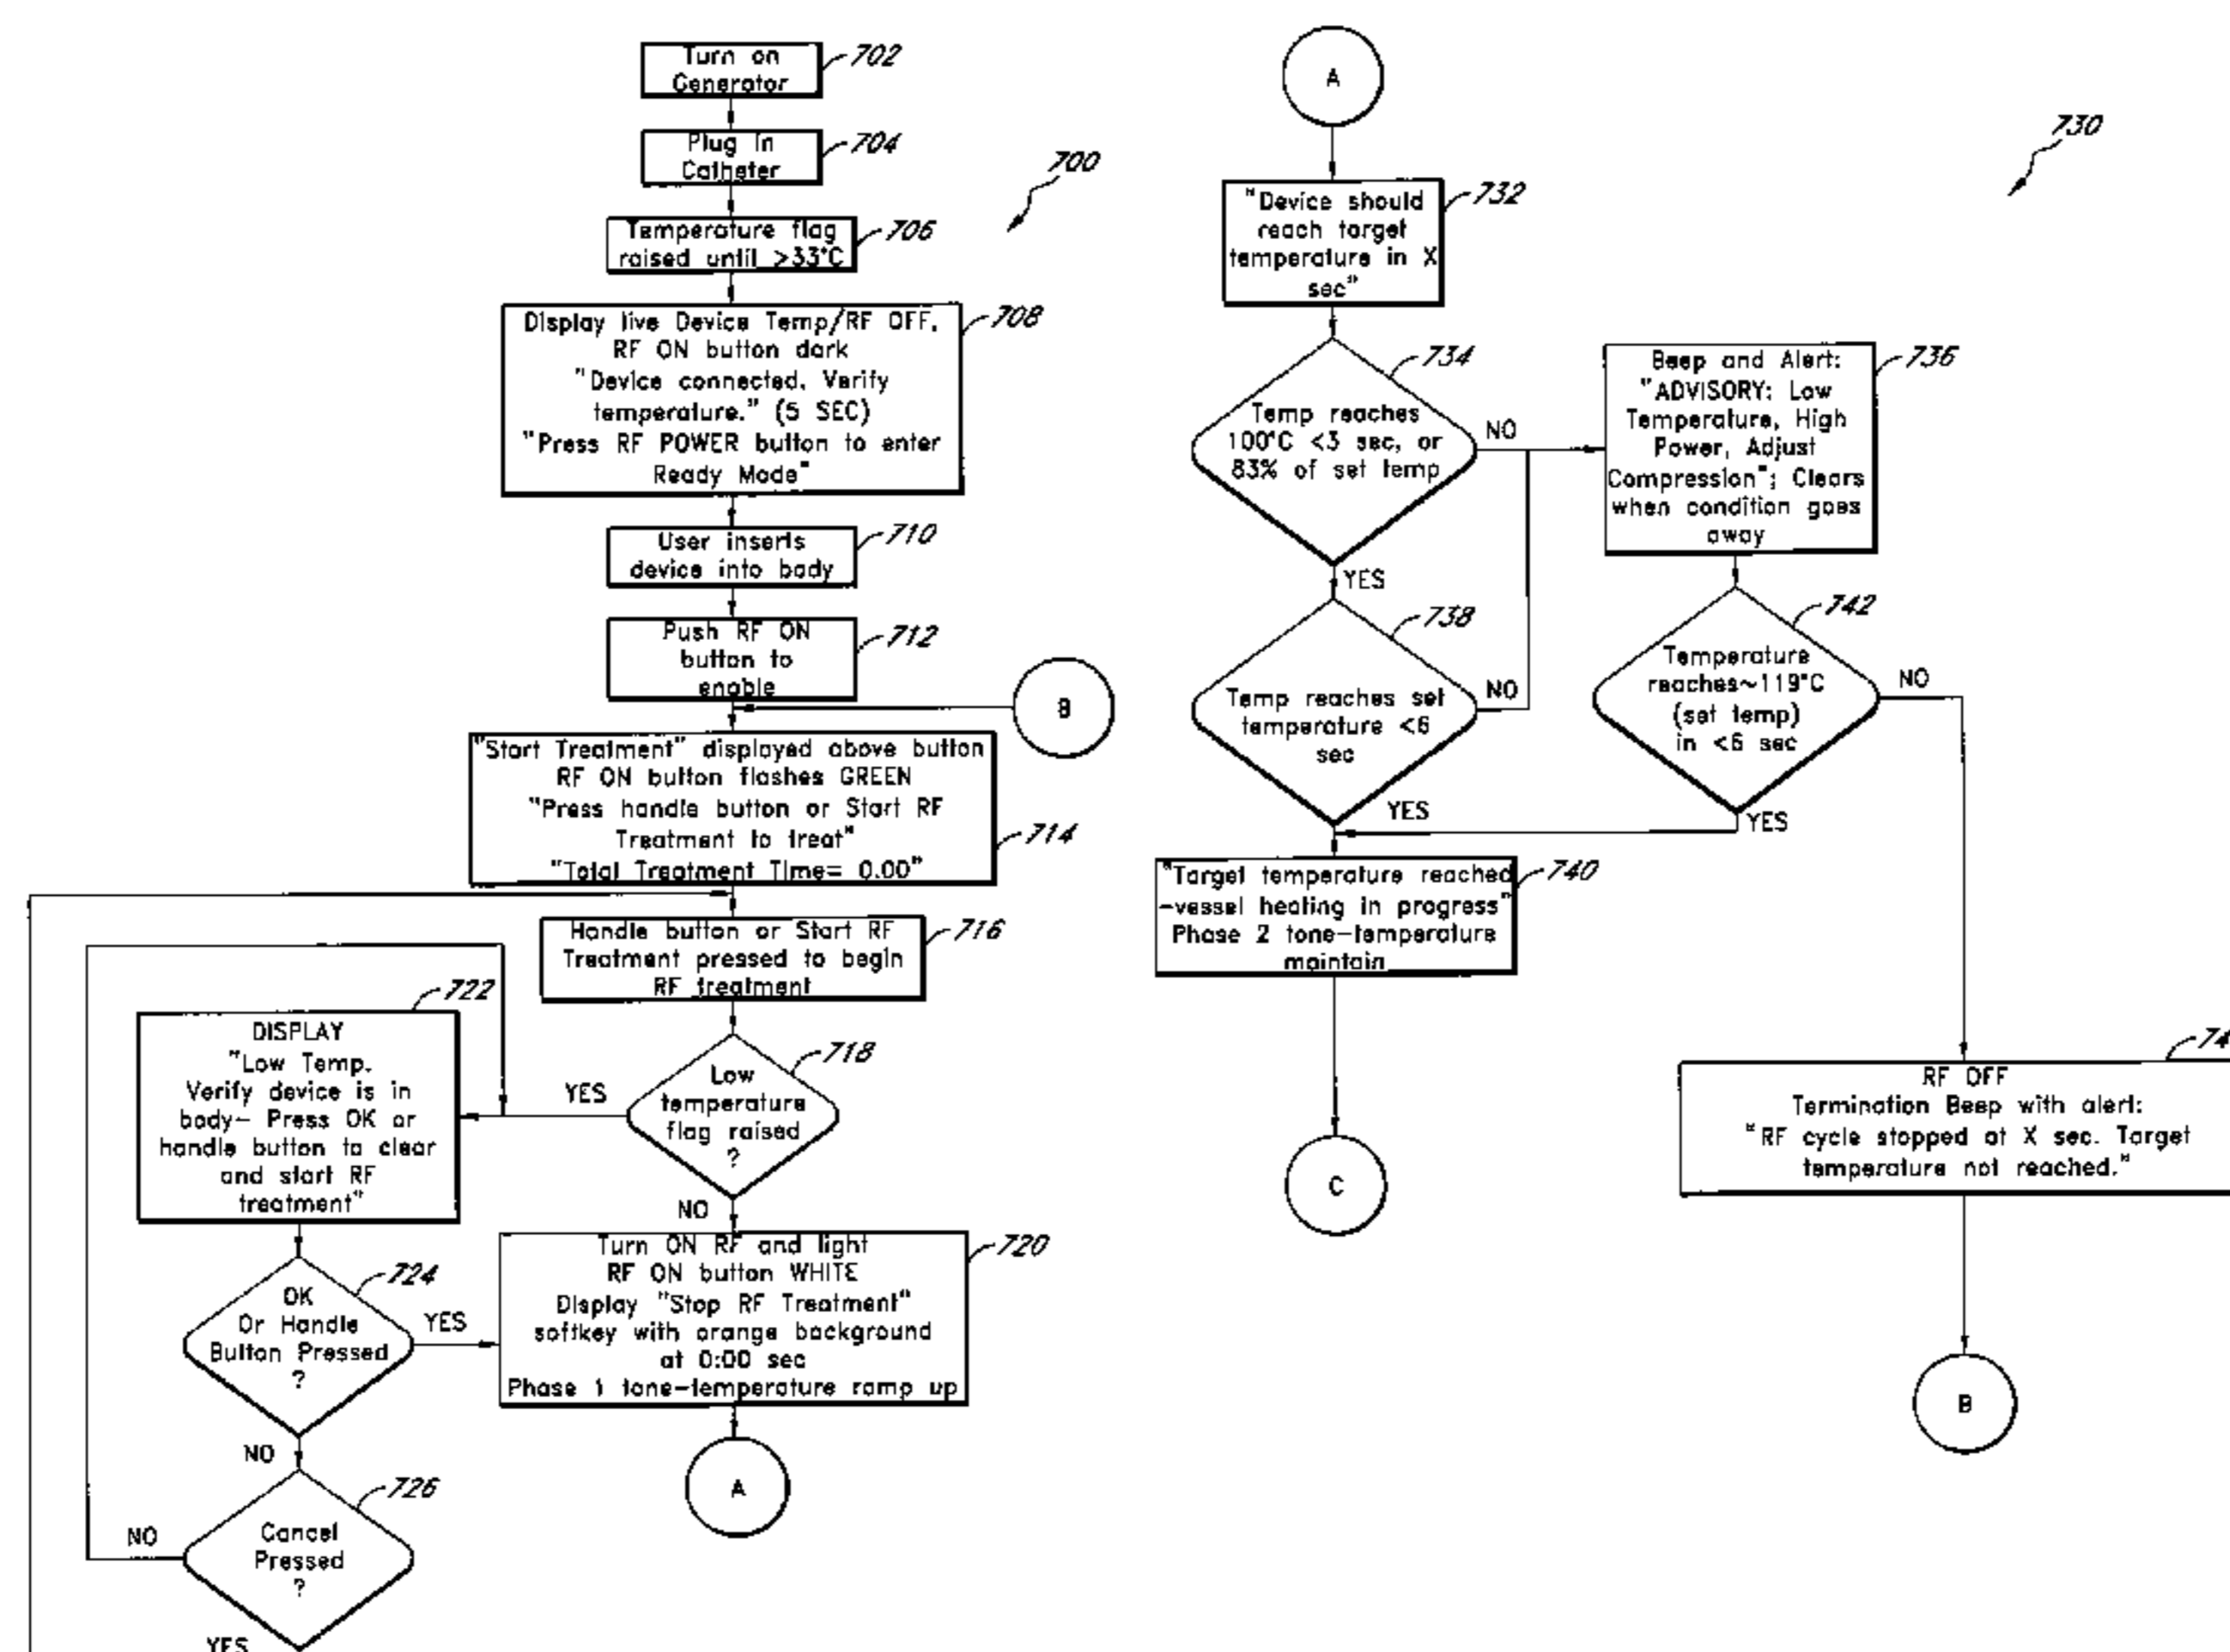 Turn on
Generator
702
Plug in
Catheter
704
700
Temperature flag
raised until >33°C
706
Display live Device Temp/RF OFF,
RF ON button dark
"Device connected. Verify
temperature." (5 SEC)
"Press RF POWER button to enter
Ready Mode"
708
User inserts
device into body
710
Push RF ON
button to
enable
712
B
"Start Treatment" displayed above button
RF ON button flashes GREEN
"Press handle button or Start RF
Treatment to treat"
"Total Treatment Time= 0.00"
714
Handle button or Start RF
Treatment pressed to begin
RF treatment
716
Low
temperature
flag raised
?
718
YES
NO
DISPLAY
"Low Temp.
Verify device is in
body- Press OK or
handle button to clear
and start RF
treatment"
722
OK
Or Handle
Button Pressed
?
724
YES
NO
Turn ON RF and light
RF ON button WHITE
Display "Stop RF Treatment"
softkey with orange background
at 0:00 sec
Phase 1 tone-temperature ramp up
720
A
Cancel
Pressed
?
726
NO
YES
A
730
"Device should
reach target
temperature in X
sec"
732
Temp reaches
100°C <3 sec, or
83% of set temp
734
NO
YES
Beep and Alert:
"ADVISORY: Low
Temperature, High
Power, Adjust
Compression"; Clears
when condition goes
away
736
Temp reaches set
temperature <6
sec
738
NO
YES
Temperature
reaches~119°C
(set temp)
in <6 sec
742
NO
YES
"Target temperature reached
-vessel heating in progress"
Phase 2 tone-temperature
maintain
740
C
RF OFF
Termination Beep with alert:
"RF cycle stopped at X sec. Target
temperature not reached."
74
B